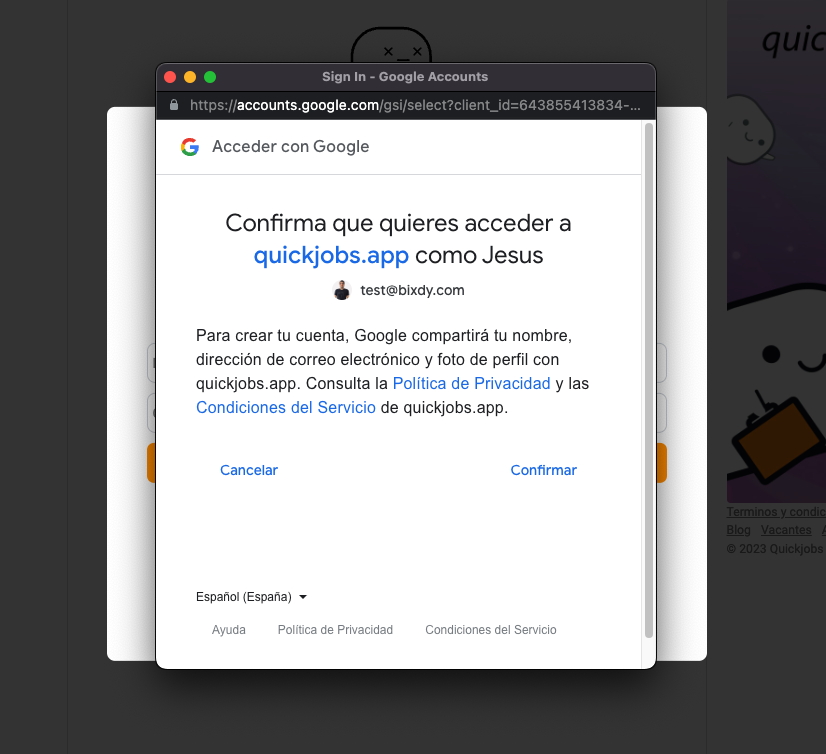 Sign In - Google Accounts
https://accounts.google.com/gsi/select?client_id=643855413834-...
Acceder con Google
Confirma que quieres acceder a
quickjobs.app como Jesus
test@bixdy.com
Para crear tu cuenta, Google compartirá tu nombre,
dirección de correo electrónico y foto de perfil con
quickjobs.app. Consulta la Política de Privacidad y las
Condiciones del Servicio de quickjobs.app.
Cancelar
Confirmar
Español (España)
Ayuda
Política de Privacidad
Condiciones del Servicio
quic
Terminos y condic
Blog Vacantes
© 2023 Quickjobs